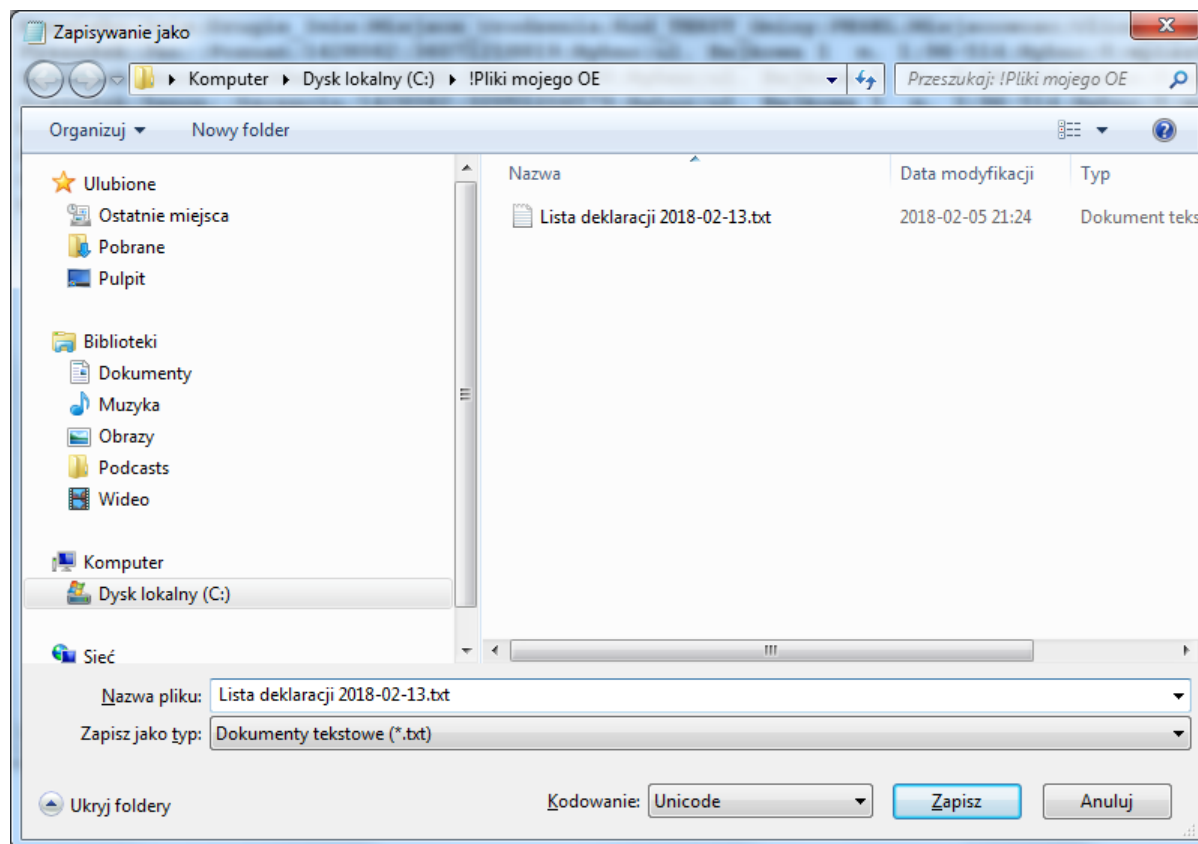 Zapisywanie jako
Komputer Dysk lokalny (C:) !Pliki mojego OE
Przeszukaj: !Pliki mojego OE
Organizuj Nowy folder
Ulubione
Ostatnie miejsca
Pobrane
Pulpit
Biblioteki
Dokumenty
Muzyka
Obrazy
Podcasts
Wideo
Komputer
Dysk lokalny (C:)
Sieć
Nazwa Data modyfikacji Typ
Lista deklaracji 2018-02-13.txt 2018-02-05 21:24 Dokument teks
Nazwa pliku: Lista deklaracji 2018-02-13.txt
Zapisz jako typ: Dokumenty tekstowe (*.txt)
Ukryj foldery Kodowanie: Unicode Zapisz Anuluj